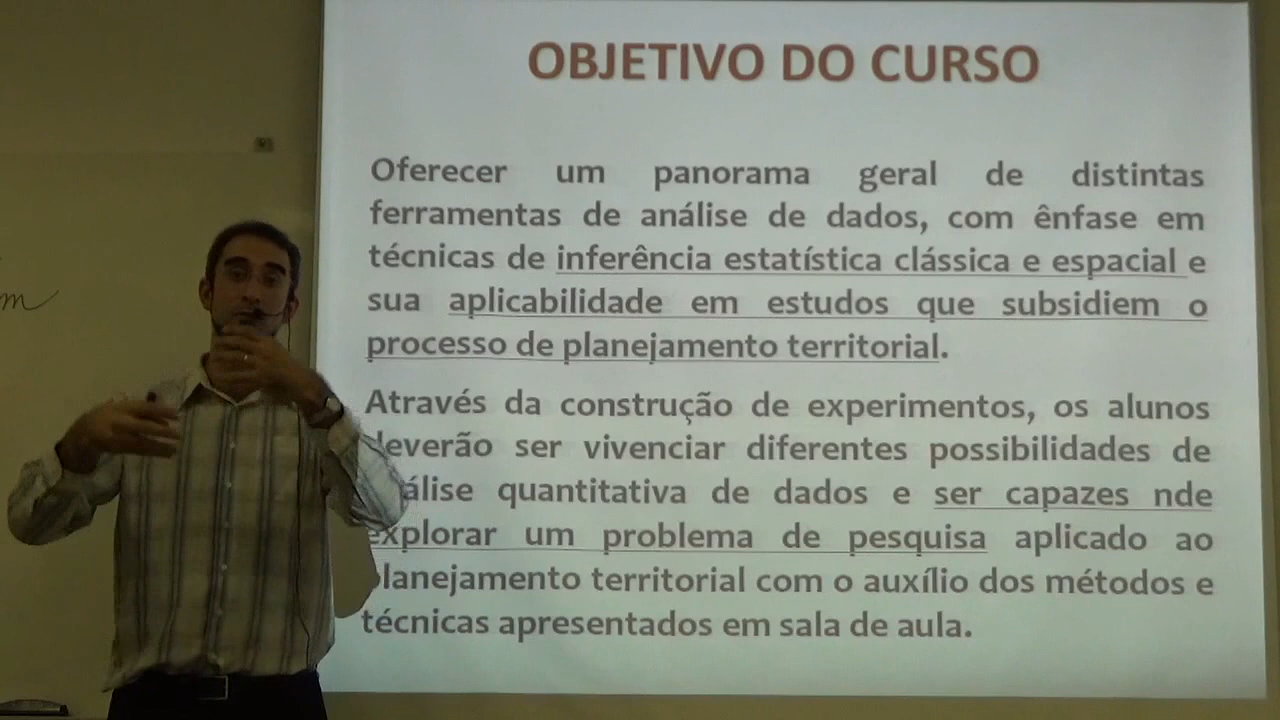 OBJETIVO DO CURSO
Oferecer um panorama geral de distintas
ferramentas de análise de dados, com ênfase em
técnicas de inferência estatística clássica e espacial e
sua aplicabilidade em estudos que subsidiem o
processo de planejamento territorial.
Através da construção de experimentos, os alunos
deverão ser vivenciar diferentes possibilidades de
álise quantitativa de dados e ser capazes nde
explorar um problema de pesquisa aplicado ao
lanejamento territorial com o auxílio dos métodos e
técnicas apresentados em sala de aula.